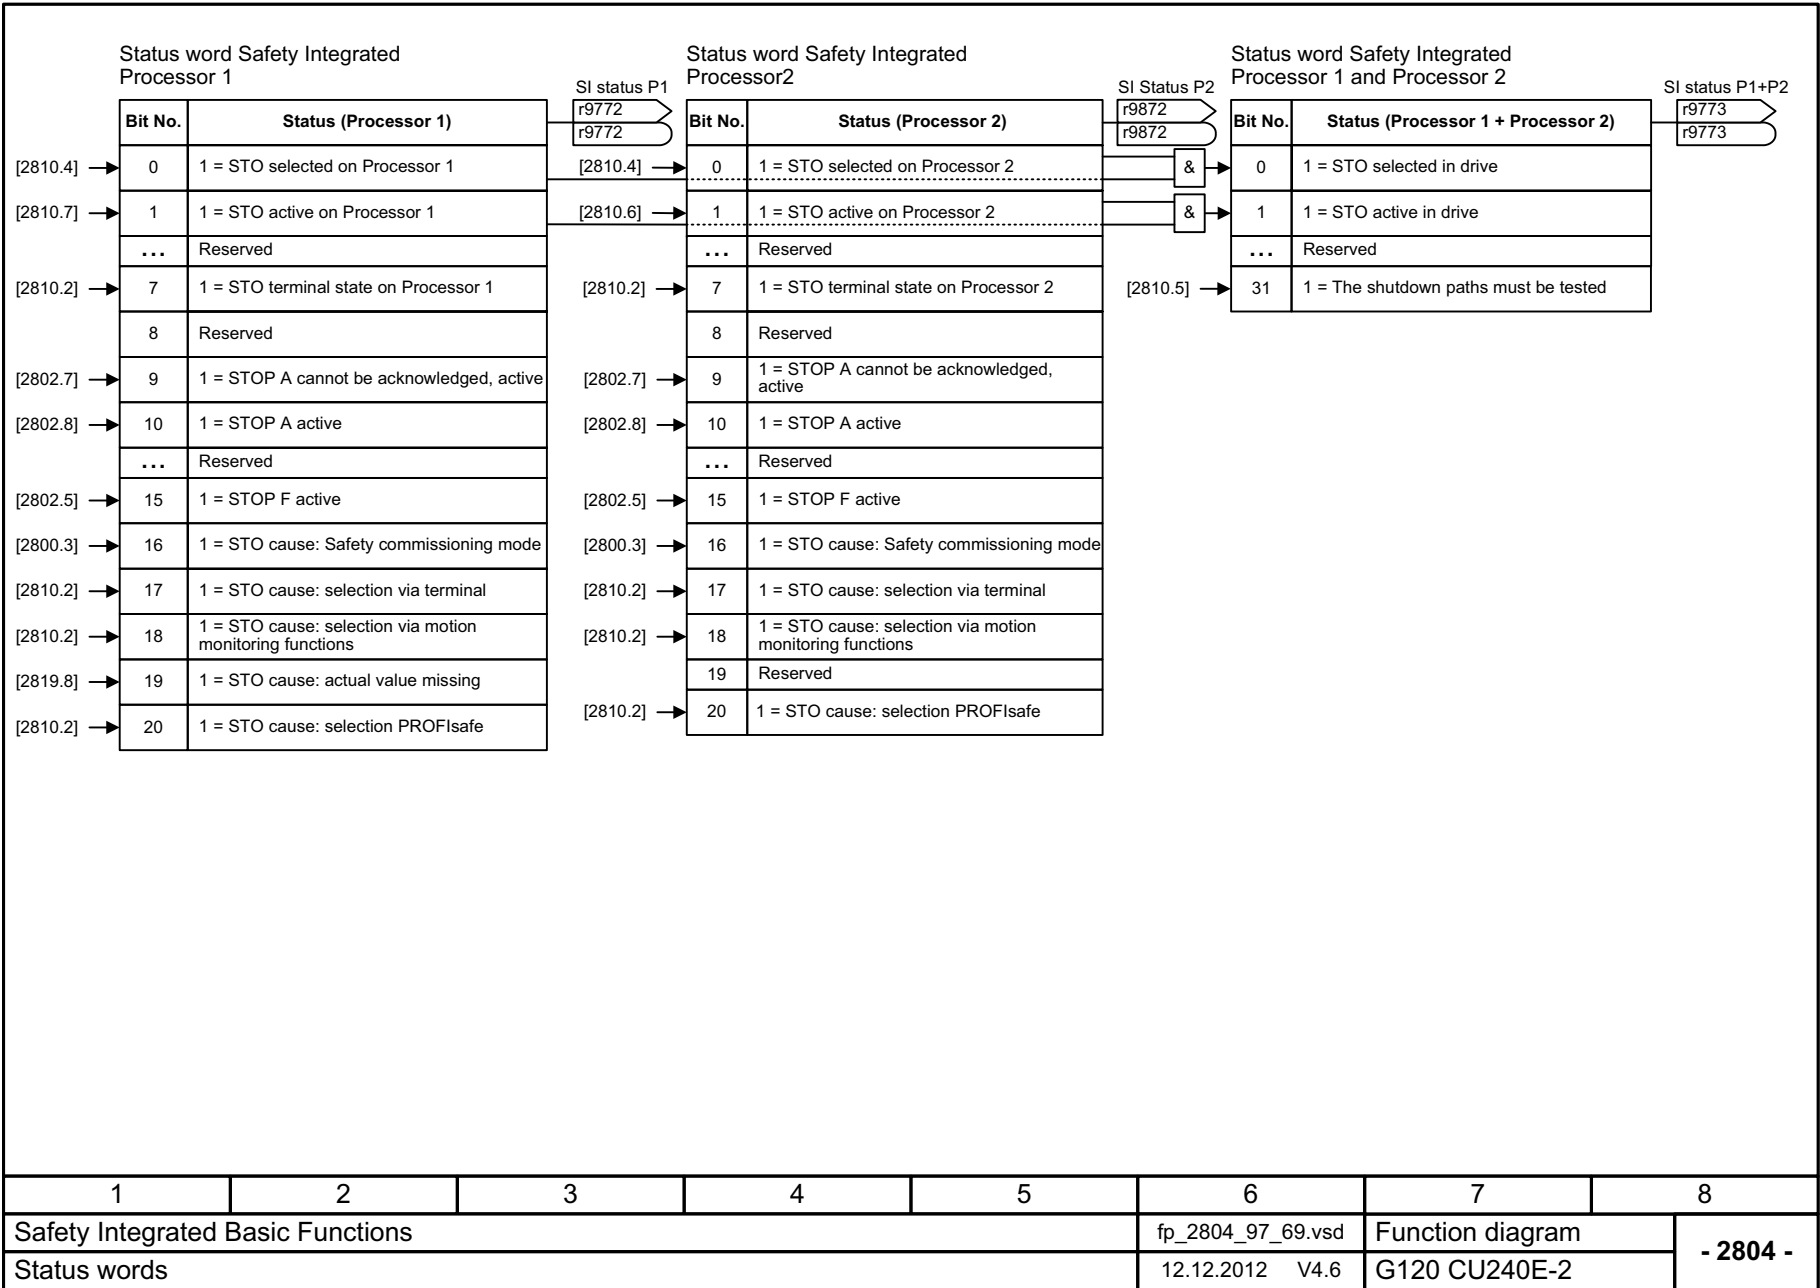 Status word Safety Integrated
Processor 1
SI status P1
r9772
r9772
Bit No. Status (Processor 1)
[2810.4] 0 1 = STO selected on Processor 1
[2810.7] 1 1 = STO active on Processor 1
... Reserved
[2810.2] 7 1 = STO terminal state on Processor 1
8 Reserved
[2802.7] 9 1 = STOP A cannot be acknowledged, active
[2802.8] 10 1 = STOP A active
... Reserved
[2802.5] 15 1 = STOP F active
[2800.3] 16 1 = STO cause: Safety commissioning mode
[2810.2] 17 1 = STO cause: selection via terminal
[2810.2] 18 1 = STO cause: selection via motion
monitoring functions
[2819.8] 19 1 = STO cause: actual value missing
[2810.2] 20 1 = STO cause: selection PROFIsafe
Status word Safety Integrated
Processor2
SI Status P2
r9872
r9872
Bit No. Status (Processor 2)
[2810.4] 0 1 = STO selected on Processor 2
[2810.6] 1 1 = STO active on Processor 2
... Reserved
[2810.2] 7 1 = STO terminal state on Processor 2
8 Reserved
[2802.7] 9 1 = STOP A cannot be acknowledged,
active
[2802.8] 10 1 = STOP A active
... Reserved
[2802.5] 15 1 = STOP F active
[2800.3] 16 1 = STO cause: Safety commissioning mode
[2810.2] 17 1 = STO cause: selection via terminal
[2810.2] 18 1 = STO cause: selection via motion
monitoring functions
19 Reserved
[2810.2] 20 1 = STO cause: selection PROFIsafe
Status word Safety Integrated
Processor 1 and Processor 2
SI status P1+P2
r9773
r9773
Bit No. Status (Processor 1 + Processor 2)
& 0 1 = STO selected in drive
& 1 1 = STO active in drive
... Reserved
[2810.5] 31 1 = The shutdown paths must be tested
1 2 3 4 5 6 7 8
Safety Integrated Basic Functions fp_2804_97_69.vsd Function diagram
- 2804 -
Status words 12.12.2012 V4.6 G120 CU240E-2